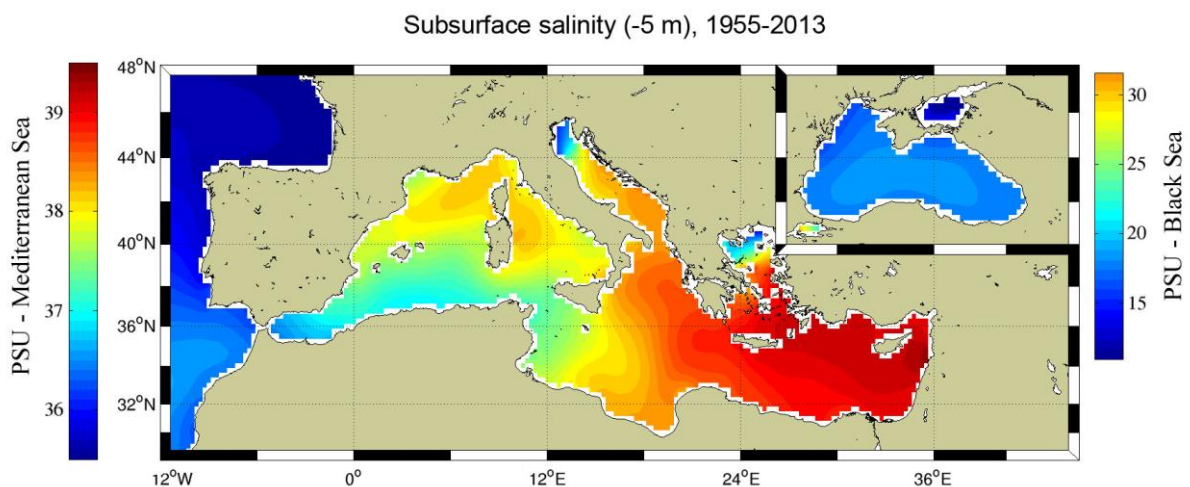 Subsurface salinity (-5 m), 1955-2013
PSU - Mediterranean Sea
39
38
37
36
48°N
44°N
40°N
36°N
32°N
12°W
0°
12°E
24°E
36°E
30
25
20
15
PSU - Black Sea